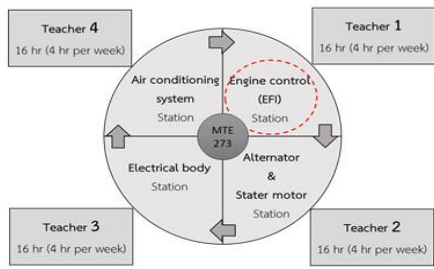 Teacher 4
16 hr (4 hr per week)
Teacher 1
16 hr (4 hr per week)
Air conditioning
system
Station
Engine control
(EFI)
Station
MTE
273
Electrical body
Station
Alternator
&
Stater motor
Station
Teacher 3
16 hr (4 hr per week)
Teacher 2
16 hr (4 hr per week)